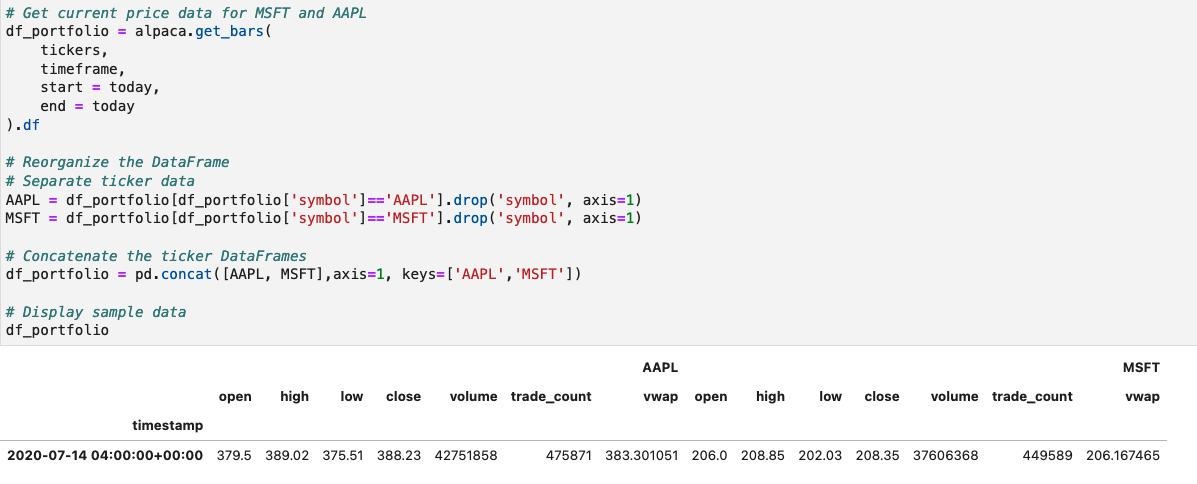 # Get current price data for MSFT and AAPL
df_portfolio = alpaca.get_bars(
    tickers,
    timeframe,
    start = today,
    end = today
).df

# Reorganize the DataFrame
# Separate ticker data
AAPL = df_portfolio[df_portfolio['symbol']=='AAPL'].drop('symbol', axis=1)
MSFT = df_portfolio[df_portfolio['symbol']=='MSFT'].drop('symbol', axis=1)

# Concatenate the ticker DataFrames
df_portfolio = pd.concat([AAPL, MSFT],axis=1, keys=['AAPL','MSFT'])

# Display sample data
df_portfolio

AAPL MSFT
open high low close volume trade_count vwap open high low close volume trade_count vwap
timestamp
2020-07-14 04:00:00+00:00 379.5 389.02 375.51 388.23 42751858 475871 383.301051 206.0 208.85 202.03 208.35 37606368 449589 206.167465